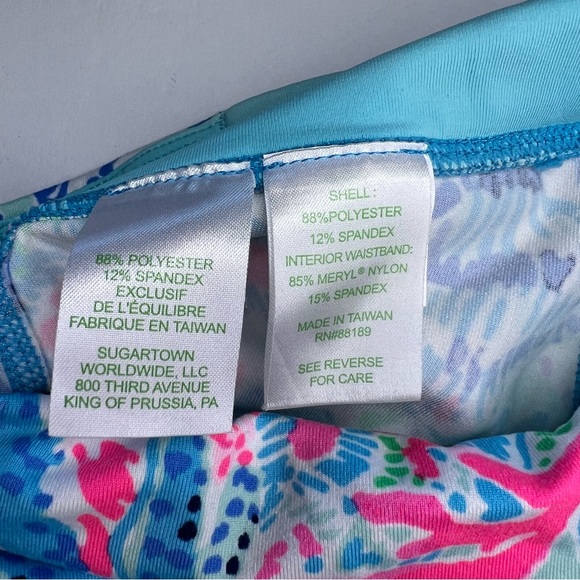 88% POLYESTER
12% SPANDEX
EXCLUSIF
DE L'ÉQUILIBRE
FABRIQUE EN TAIWAN
SUGARTOWN
WORLDWIDE, LLC
800 THIRD AVENUE
KING OF PRUSSIA, PA
SHELL:
88%POLYESTER
12% SPANDEX
INTERIOR WAISTBAND:
85% MERYL® NYLON
15% SPANDEX
MADE IN TAIWAN
RN#88189
SEE REVERSE
FOR CARE